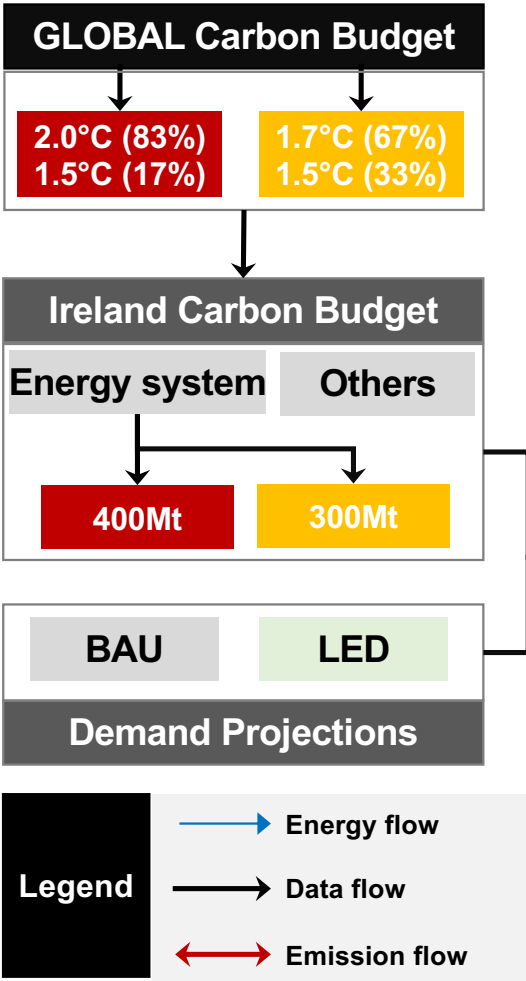 GLOBAL Carbon Budget
2.0°C (83%)
1.5°C (17%)
1.7°C (67%)
1.5°C (33%)
Ireland Carbon Budget
Energy system
Others
400Mt
300Mt
BAU
LED
Demand Projections
Legend
Energy flow
Data flow
Emission flow